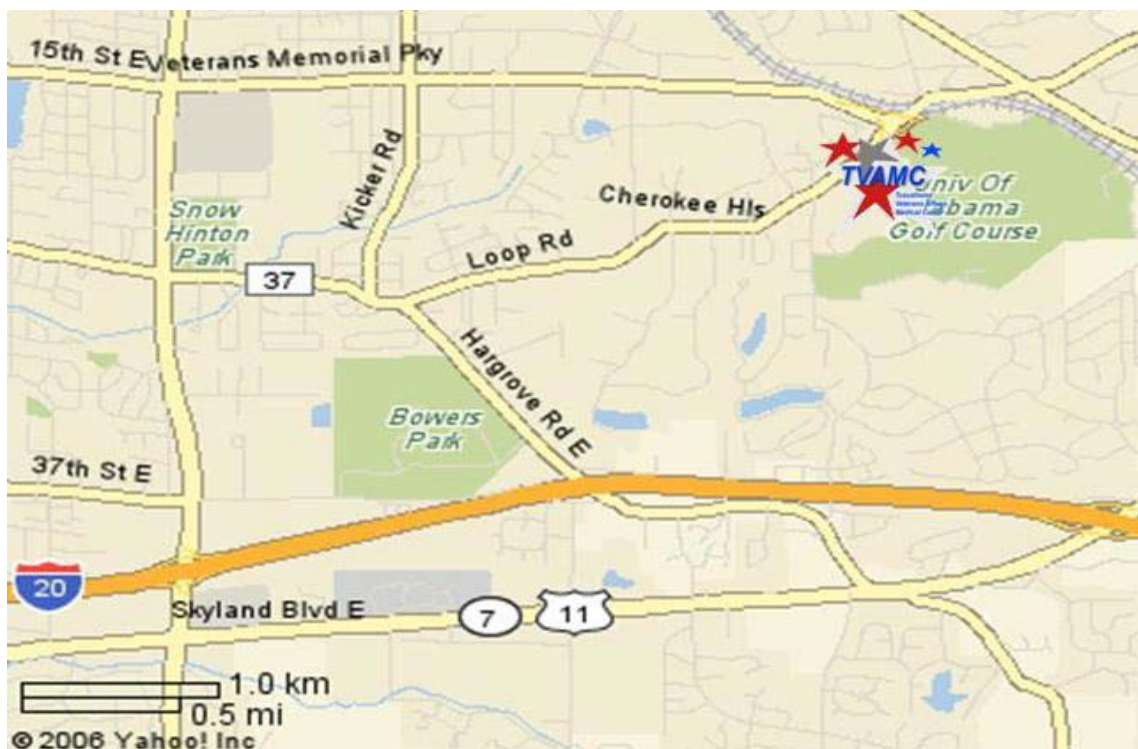 15th St E
Veterans Memorial Pky
Kicker Rd
Snow
Hinton
Park
37
Loop Rd
Cherokee Hls
TVAMC
Univ Of
Alabama
Golf Course
Hargrove Rd E
Bowers
Park
37th St E
20
Skyland Blvd E
7
11
1.0 km
0.5 mi
© 2006 Yahoo! Inc